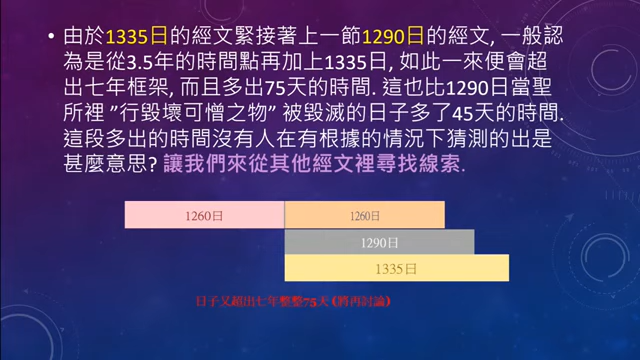 • 由於1335日的經文緊接著上一節1290日的經文, 一般認
為是從3.5年的時間點再加上1335日, 如此一來便會超
出七年框架, 而且多出75天的時間. 這也比1290日當聖
所裡 ”行毀壞可憎之物” 被毀滅的日子多了45天的時間.
這段多出的時間沒有人在有根據的情況下猜測的出是
甚麼意思? 讓我們來從其他經文裡尋找線索.
1260日 1260日
1290日
1335日
日子又超出七年整整75天 (將再討論)